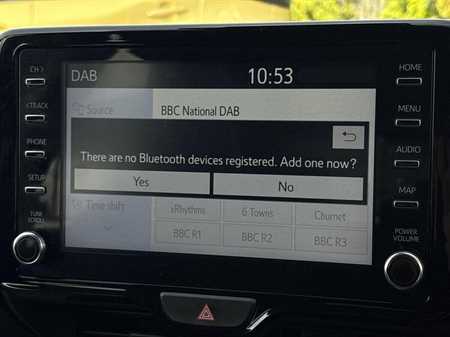 DAB 10:53
CH >
HOME
Source BBC National DAB
< TRACK
MENU
There are no Bluetooth devices registered. Add one now?
PHONE
AUDIO
Yes No
SETUP
MAP
Time shift 1Rhythms 6 Towns Churnet
BBC R1 BBC R2 BBC R3
TUNE
SCROLL
POWER
VOLUME